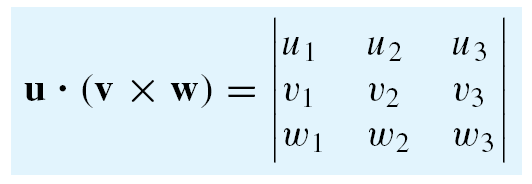 u · (v × w) = | u₁ u₂ u₃ |
| v₁ v₂ v₃ |
| w₁ w₂ w₃ |